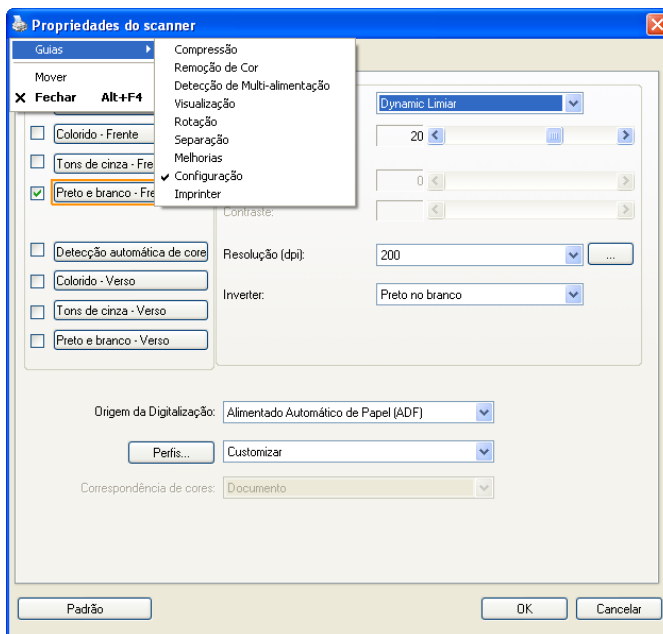 Propriedades do scanner
Guias
Mover
Fechar Alt+F4
Compressão
Remoção de Cor
Detecção de Multi-alimentação
Visualização
Rotação
Separação
Melhorias
Configuração
Imprinter
Dynamic Limiar
Colorido - Frente
20
Tons de cinza - Fre
0
Preto e branco - Fre
Contraste:
Detecção automática de core
Resolução (dpi):
200
...
Colorido - Verso
Inverter:
Preto no branco
Tons de cinza - Verso
Preto e branco - Verso
Origem da Digitalização:
Alimentado Automático de Papel (ADF)
Perfis...
Customizar
Correspondência de cores:
Documento
Padrão
OK
Cancelar